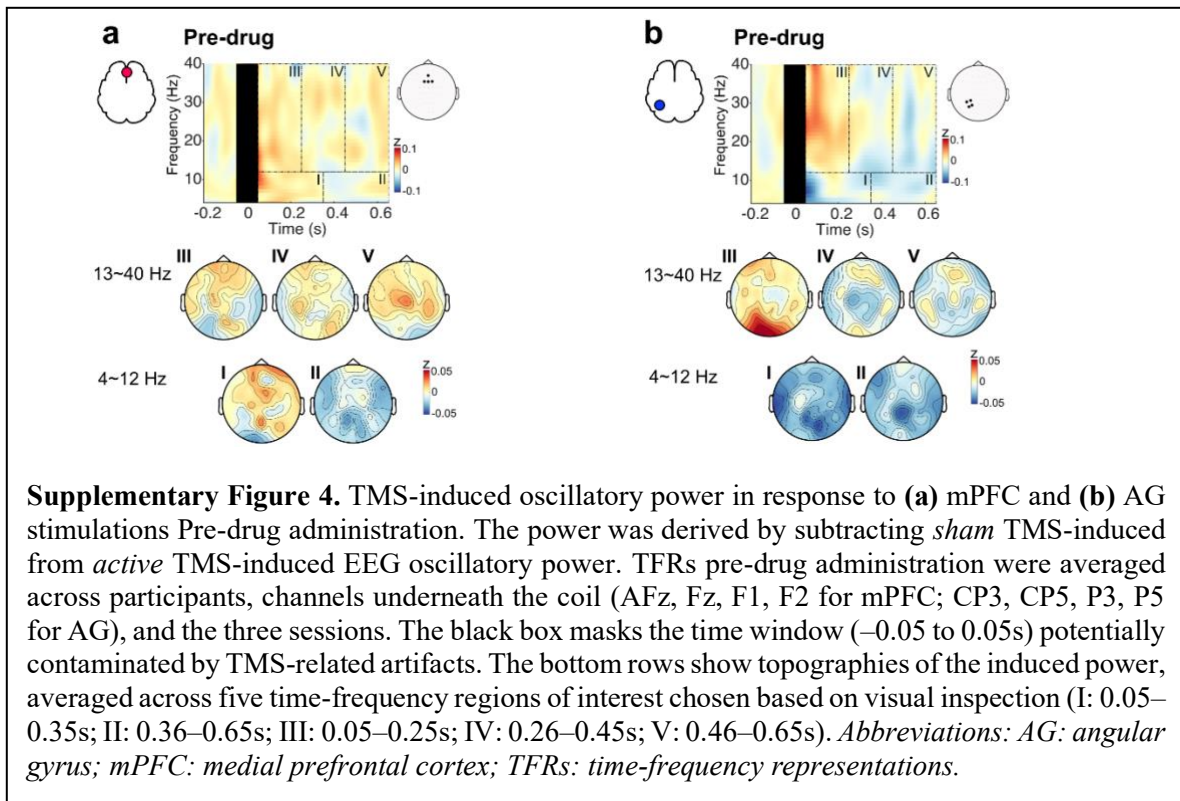 a Pre-drug
40
30
20
10
Frequency (Hz)
III IV V
I II
z
0.1
0
-0.1
-0.2 0 0.2 0.4 0.6
Time (s)
13~40 Hz
III IV V
4~12 Hz
I II
z
0.05
0
-0.05
b Pre-drug
40
30
20
10
Frequency (Hz)
III IV V
I II
z
0.1
0
-0.1
-0.2 0 0.2 0.4 0.6
Time (s)
13~40 Hz
III IV V
4~12 Hz
I II
z
0.05
0
-0.05
Supplementary Figure 4. TMS-induced oscillatory power in response to (a) mPFC and (b) AG
stimulations Pre-drug administration. The power was derived by subtracting sham TMS-induced
from active TMS-induced EEG oscillatory power. TFRs pre-drug administration were averaged
across participants, channels underneath the coil (AFz, Fz, F1, F2 for mPFC; CP3, CP5, P3, P5
for AG), and the three sessions. The black box masks the time window (–0.05 to 0.05s) potentially
contaminated by TMS-related artifacts. The bottom rows show topographies of the induced power,
averaged across five time-frequency regions of interest chosen based on visual inspection (I: 0.05–
0.35s; II: 0.36–0.65s; III: 0.05–0.25s; IV: 0.26–0.45s; V: 0.46–0.65s). Abbreviations: AG: angular
gyrus; mPFC: medial prefrontal cortex; TFRs: time-frequency representations.